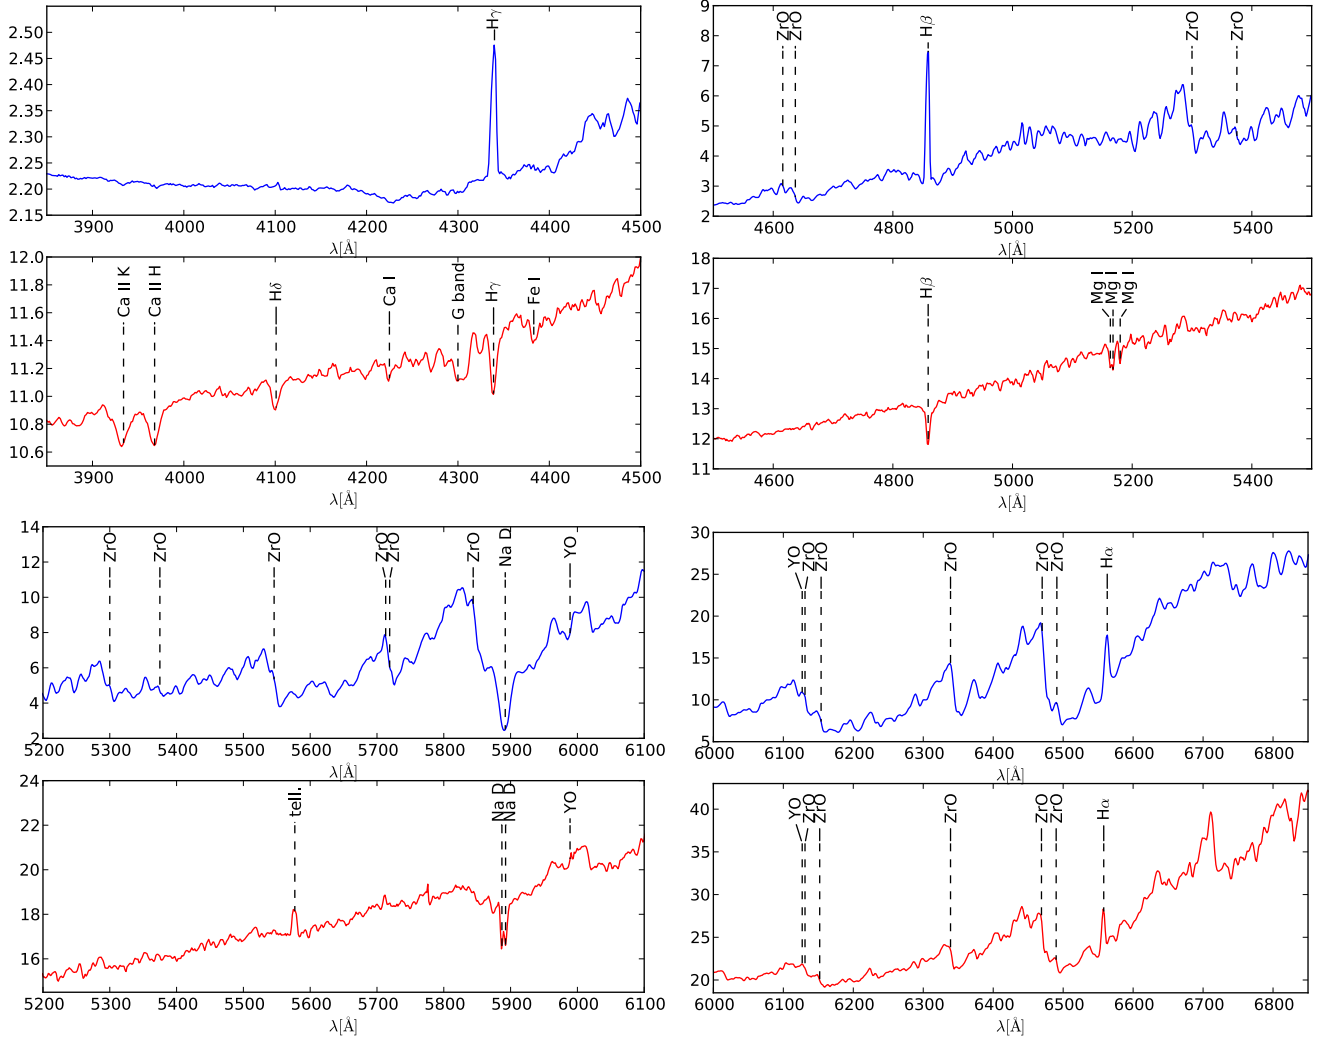 Hγ
2.50
2.45
2.40
2.35
2.30
2.25
2.20
2.15
3900 4000 4100 4200 4300 4400 4500
λ[Å]
ZrO ZrO Hβ ZrO ZrO
9
8
7
6
5
4
3
2
4600 4800 5000 5200 5400
λ[Å]
Ca II K Ca II H Hδ Ca I G band Hγ Fe I
12.0
11.8
11.6
11.4
11.2
11.0
10.8
10.6
3900 4000 4100 4200 4300 4400 4500
λ[Å]
Hβ Mg I Mg I Mg I
18
17
16
15
14
13
12
11
4600 4800 5000 5200 5400
λ[Å]
ZrO ZrO ZrO ZrO ZrO ZrO Na D YO
14
12
10
8
6
4
2
5200 5300 5400 5500 5600 5700 5800 5900 6000 6100
λ[Å]
YO ZrO ZrO ZrO ZrO ZrO Hα
30
25
20
15
10
5
6000 6100 6200 6300 6400 6500 6600 6700 6800
λ[Å]
tell. Na D Na D YO
24
22
20
18
16
5200 5300 5400 5500 5600 5700 5800 5900 6000 6100
λ[Å]
YO ZrO ZrO ZrO ZrO ZrO Hα
40
35
30
25
20
6000 6100 6200 6300 6400 6500 6600 6700 6800
λ[Å]